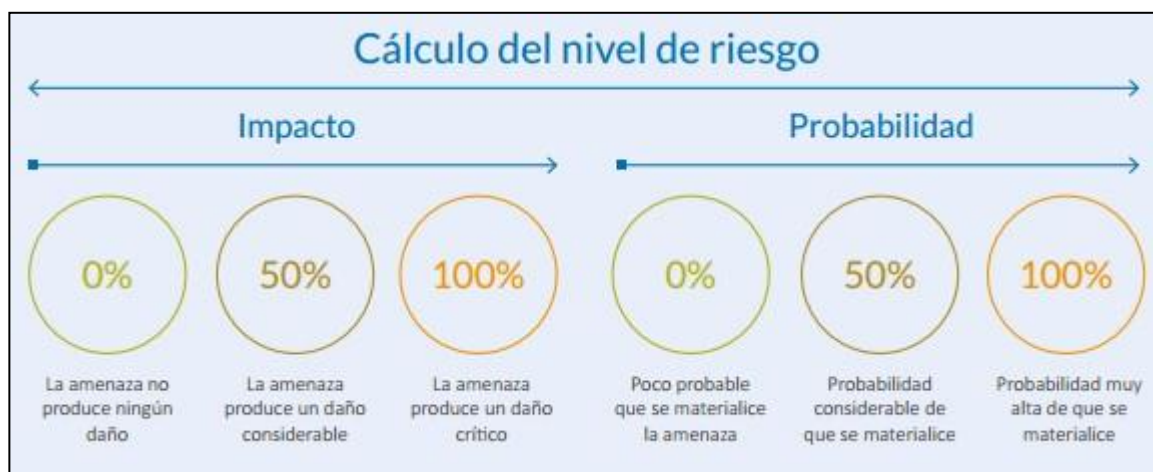 Cálculo del nivel de riesgo
Impacto
0%
50%
100%
La amenaza no
produce ningún
daño
La amenaza
produce un daño
considerable
La amenaza
produce un daño
crítico
Probabilidad
0%
50%
100%
Poco probable
que se materialice
la amenaza
Probabilidad
considerable de
que se materialice
Probabilidad muy
alta de que se
materialice